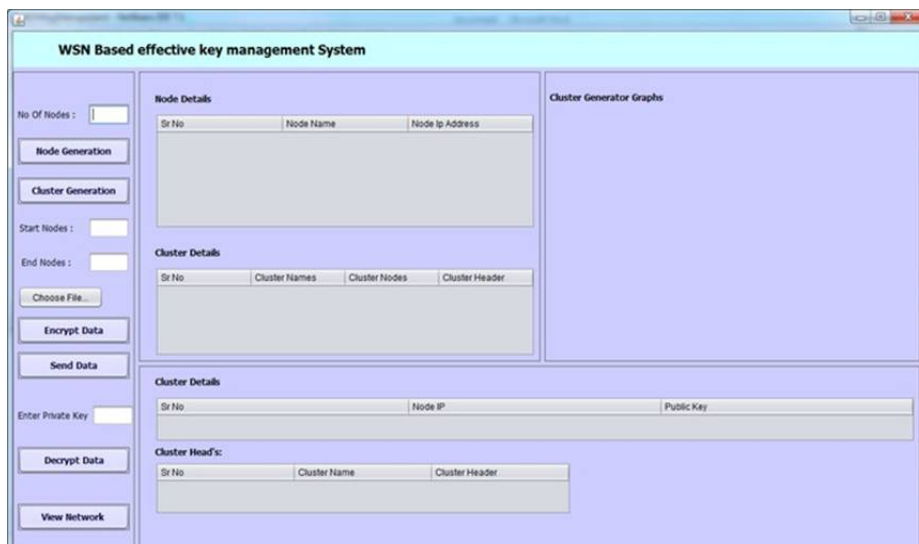 WSN Based effective key management System
No Of Nodes :
Node Generation
Cluster Generation
Start Nodes :
End Nodes :
Choose File...
Encrypt Data
Send Data
Enter Private Key
Decrypt Data
View Network
Node Details
Sr No Node Name Node Ip Address
Cluster Details
Sr No Cluster Names Cluster Nodes Cluster Header
Cluster Generator Graphs
Cluster Details
Sr No Node IP Public Key
Cluster Head's:
Sr No Cluster Name Cluster Header